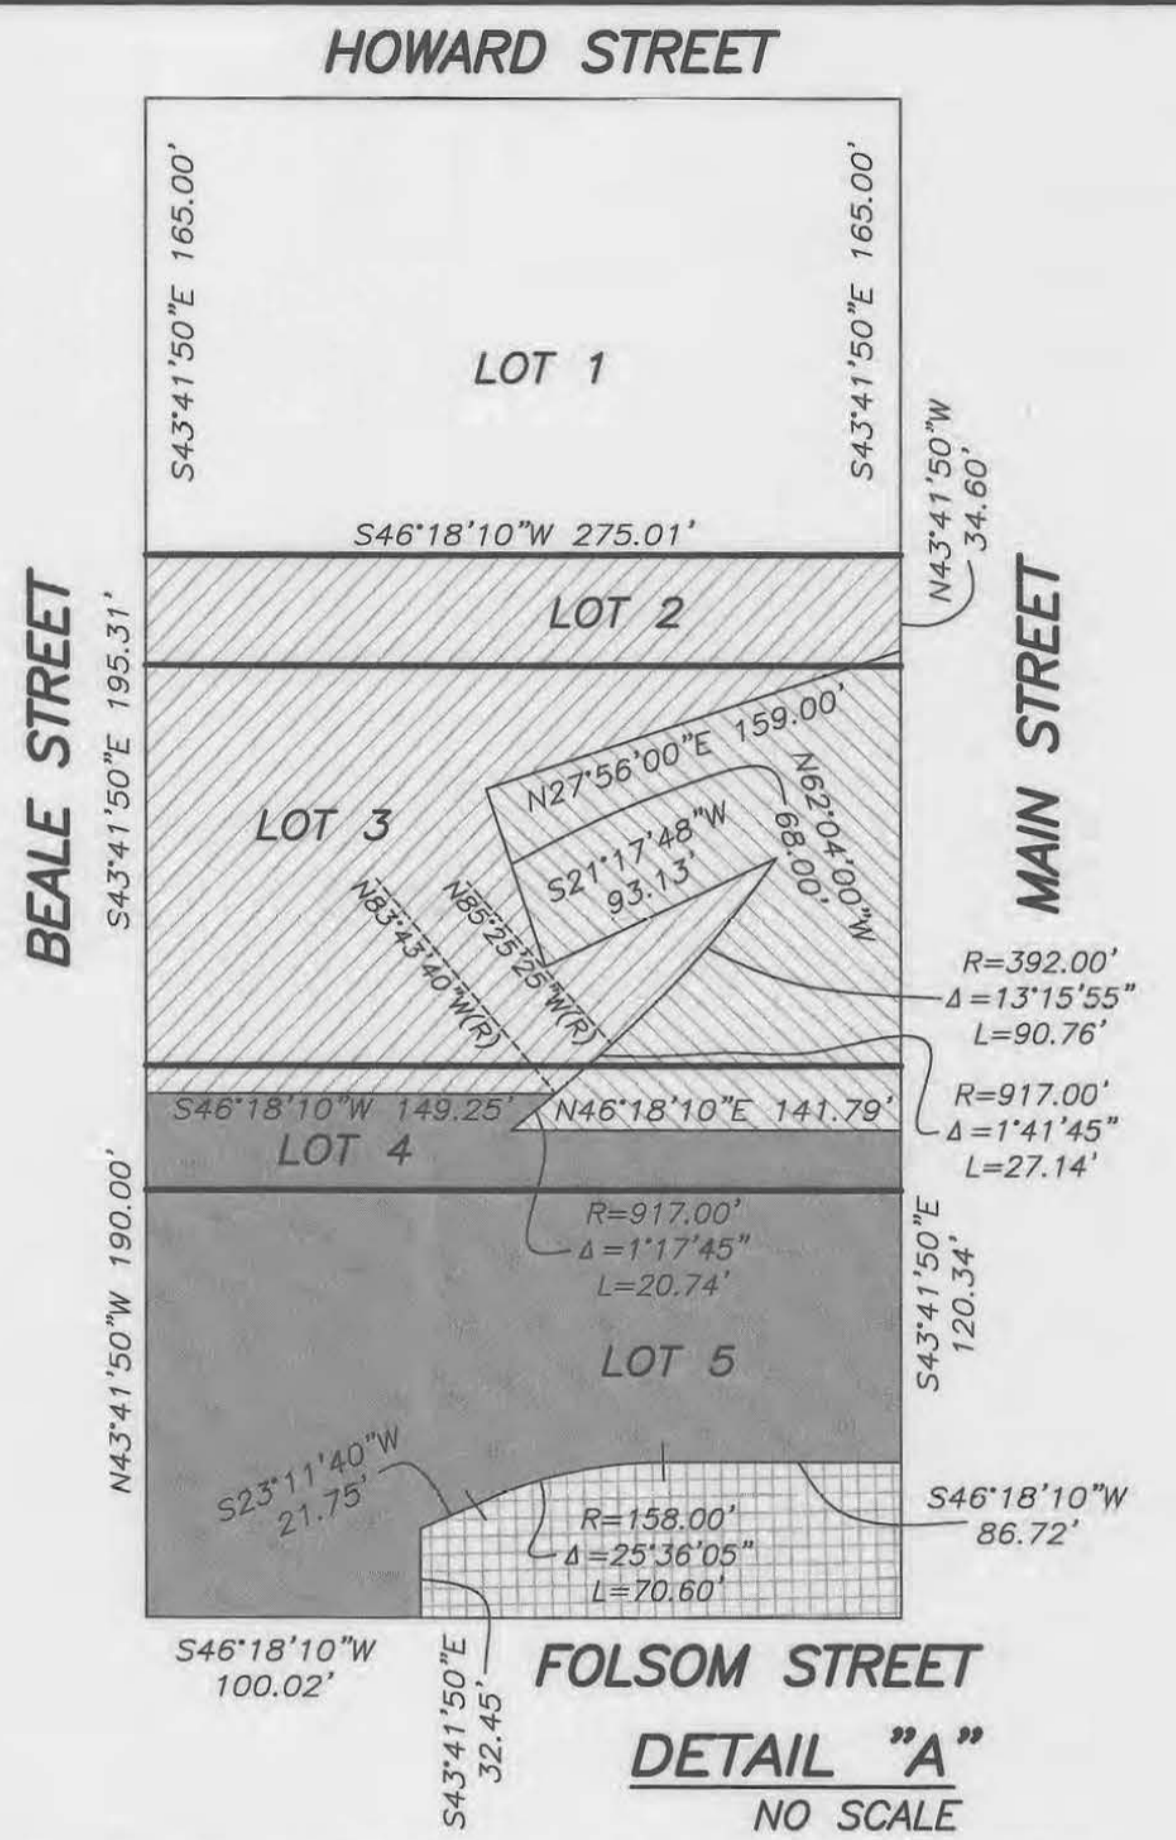 HOWARD STREET
S43°41'50"E 165.00'
S43°41'50"E 165.00'
LOT 1
N43°41'50"W
34.60'
S46°18'10"W 275.01'
LOT 2
BEALE STREET
S43°41'50"E 195.31'
MAIN STREET
N27°56'00"E 159.00'
N62°04'00"W
68.00'
LOT 3
S21°17'48"W
93.13'
N83°43'40"W(R)
N85°25'25"W(R)
R=392.00'
Δ=13°15'55"
L=90.76'
R=917.00'
Δ=1°41'45"
L=27.14'
S46°18'10"W 149.25'
N46°18'10"E 141.79'
LOT 4
N43°41'50"W 190.00'
R=917.00'
Δ=1°17'45"
L=20.74'
S43°41'50"E
120.34'
LOT 5
S23°11'40"W
21.75'
S46°18'10"W
86.72'
R=158.00'
Δ=25°36'05"
L=70.60'
S46°18'10"W
100.02'
S43°41'50"E
32.45'
FOLSOM STREET
DETAIL "A"
NO SCALE